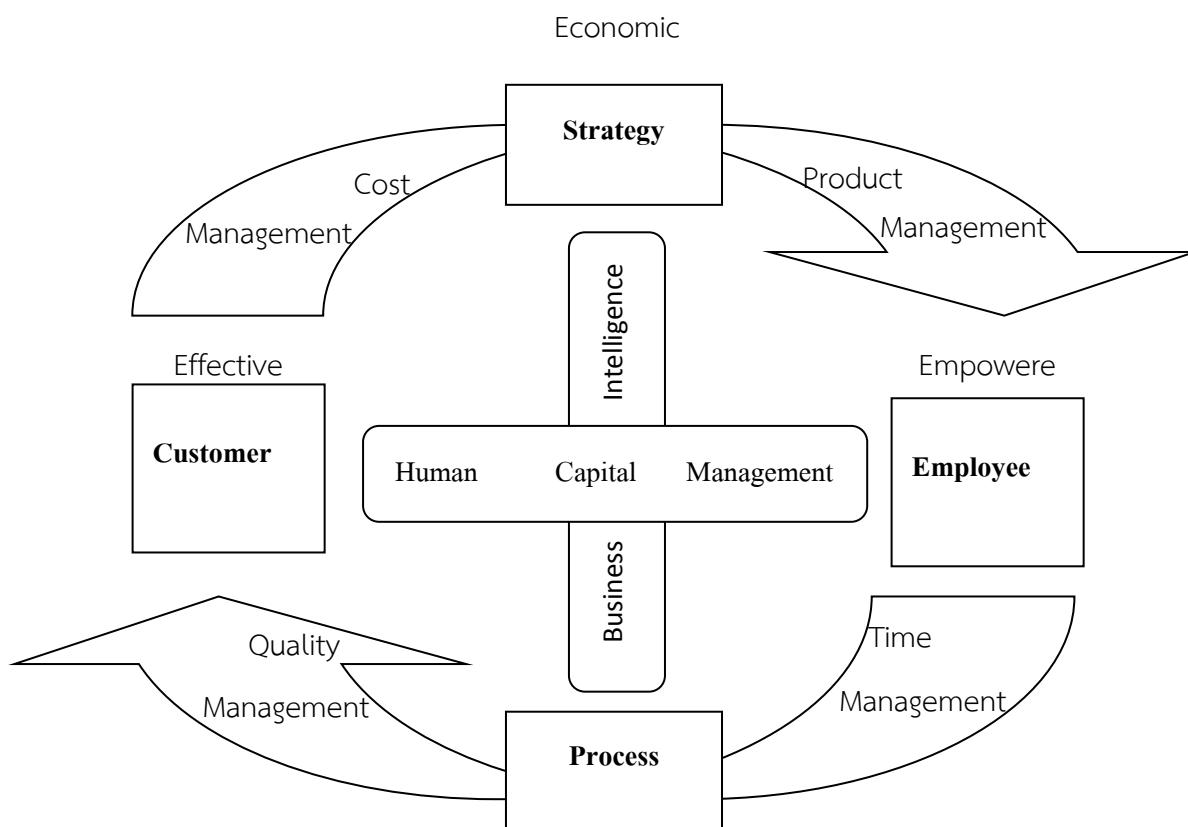 Economic
Strategy
Cost
Management
Product
Management
Intelligence
Effective
Empowere
Customer
Human Capital Management
Employee
Business
Quality
Management
Time
Management
Process